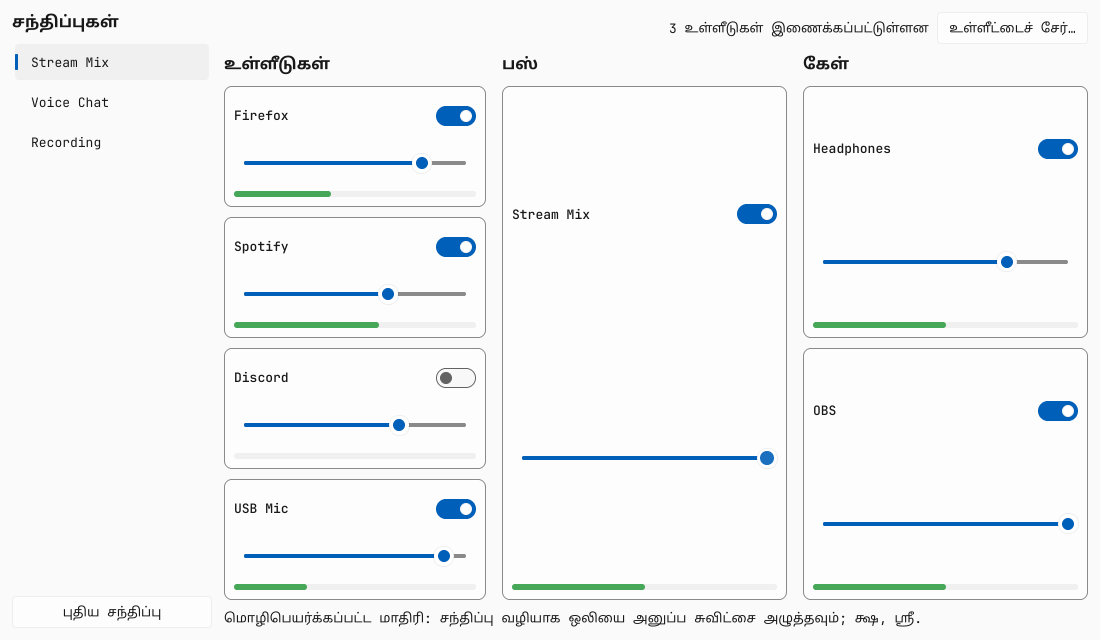 சந்திப்புகள்
3 உள்ளீடுகள் இணைக்கப்பட்டுள்ளன
உள்ளீட்டைச் சேர்…
Stream Mix
Voice Chat
Recording
புதிய சந்திப்பு
உள்ளீடுகள்
Firefox
Spotify
Discord
USB Mic
பஸ்
Stream Mix
கேள்
Headphones
OBS
மொழிபெயர்க்கப்பட்ட மாதிரி: சந்திப்பு வழியாக ஒலியை அனுப்ப சுவிட்சை அழுத்தவும்; க்ஷ, ஸ்ரீ.